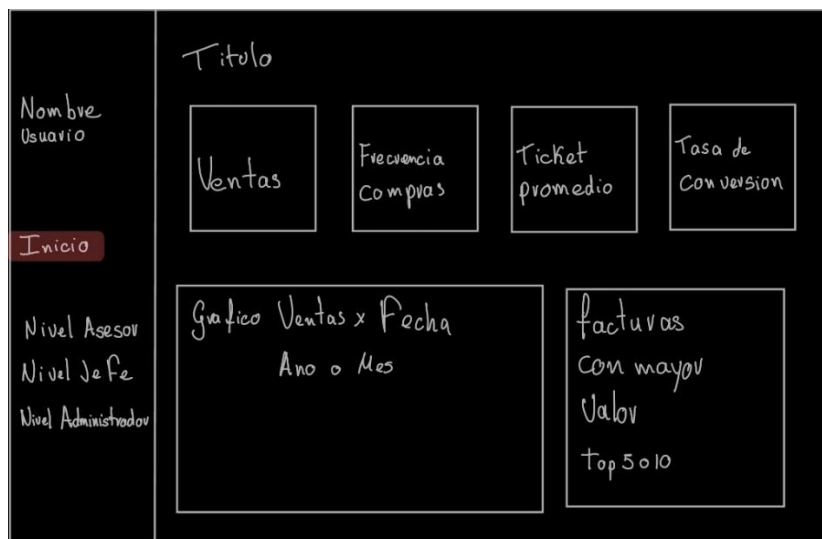 Nombre
Usuario
Inicio
Nivel Asesor
Nivel Jefe
Nivel Administrador
Titulo
Ventas
Frecuencia
Compras
Ticket
promedio
Tasa de
Conversion
Grafico Ventas x Fecha
Ano o Mes
facturas
Con mayor
Valor
Top 5 o 10